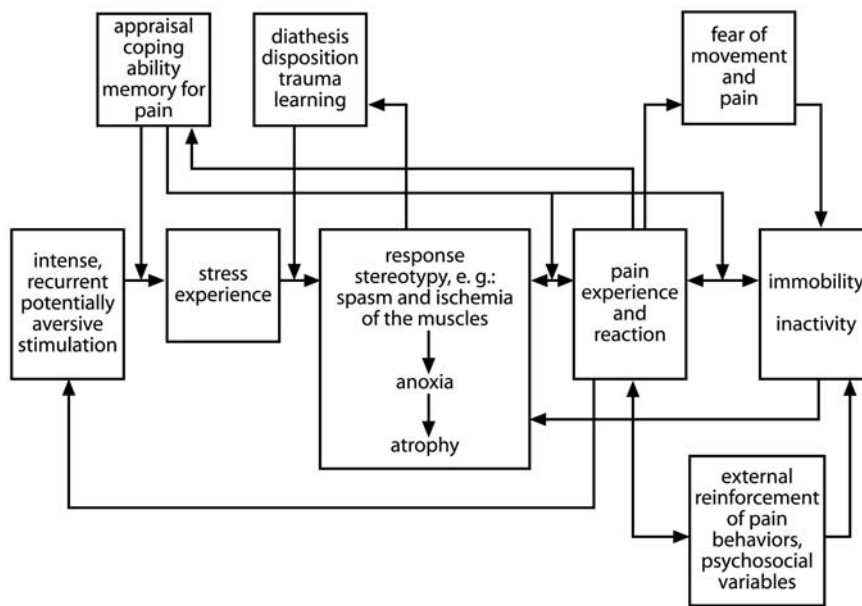 appraisal
coping
ability
memory for
pain
diathesis
disposition
trauma
learning
fear of
movement
and
pain
intense,
recurrent
potentially
aversive
stimulation
stress
experience
response
stereotypy, e. g.:
spasm and ischemia
of the muscles
anoxia
atrophy
pain
experience
and
reaction
immobility
inactivity
external
reinforcement
of pain
behaviors,
psychosocial
variables